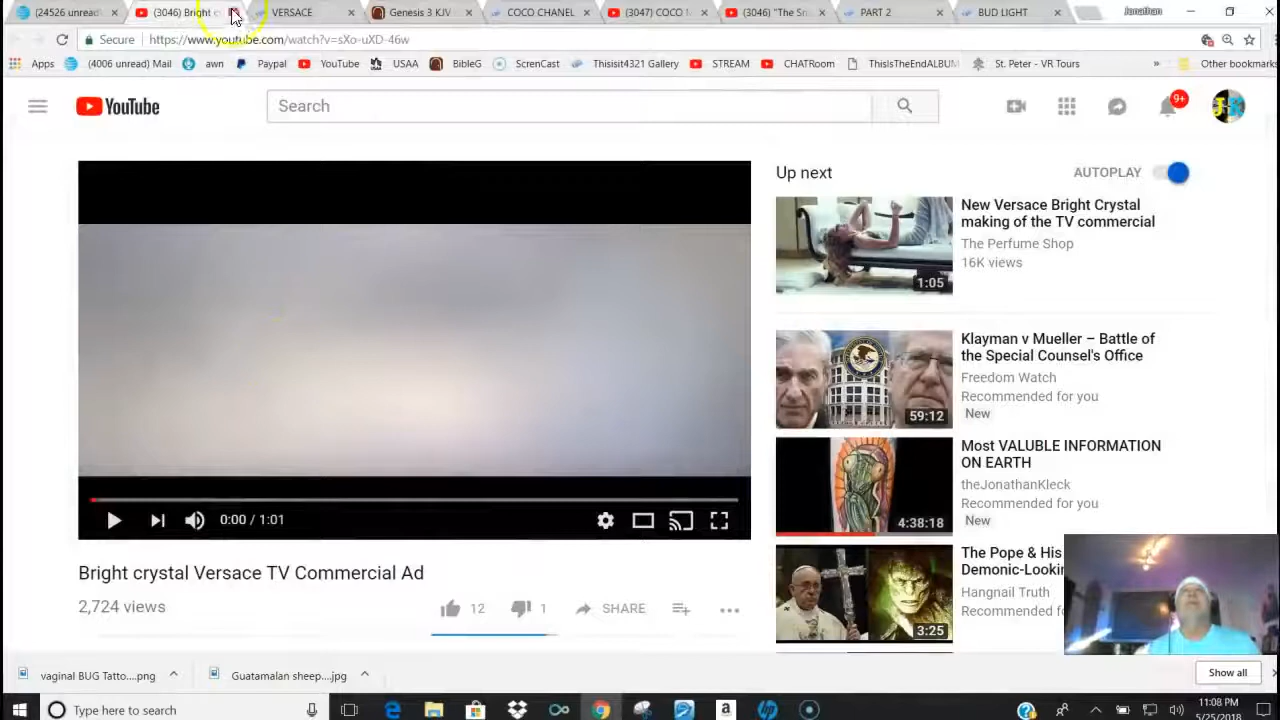 (24526 unread
(3046) Bright c
VERSACE
Genesis 3 KJV
COCO CHANEL
(3047) COCO
(3046) "The S
PART 2
BUD LIGHT
Jonathan
Secure
https://www.youtube.com/watch?v=sXo-uXD-46w
Apps
(4006 unread) Mail
awn
Paypal
YouTube
USAA
BibleG
ScrenCast
Thisisit4321 Gallery
STREAM
CHATRoom
ThisIsTheEndALBUM
St. Peter - VR Tours
»
Other bookmarks
YouTube
Search
9+
Up next
AUTOPLAY
New Versace Bright Crystal
making of the TV commercial
The Perfume Shop
16K views
1:05
Klayman v Mueller – Battle of
the Special Counsel's Office
Freedom Watch
Recommended for you
New
59:12
Most VALUBLE INFORMATION
ON EARTH
theJonathanKleck
Recommended for you
New
4:38:18
The Pope & His
Demonic-Lookin
Hangnail Truth
Recommended fo
3:25
0:00 / 1:01
Bright crystal Versace TV Commercial Ad
2,724 views
12
1
SHARE
vaginal BUG Tatto....png
Guatamalan sheep....jpg
Show all
Type here to search
11:08 PM
5/25/2018